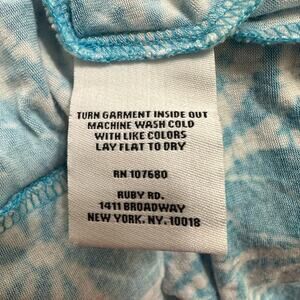 TURN GARMENT INSIDE OUT
MACHINE WASH COLD
WITH LIKE COLORS
LAY FLAT TO DRY
RN 107680
RUBY RD.
1411 BROADWAY
NEW YORK, NY, 10018